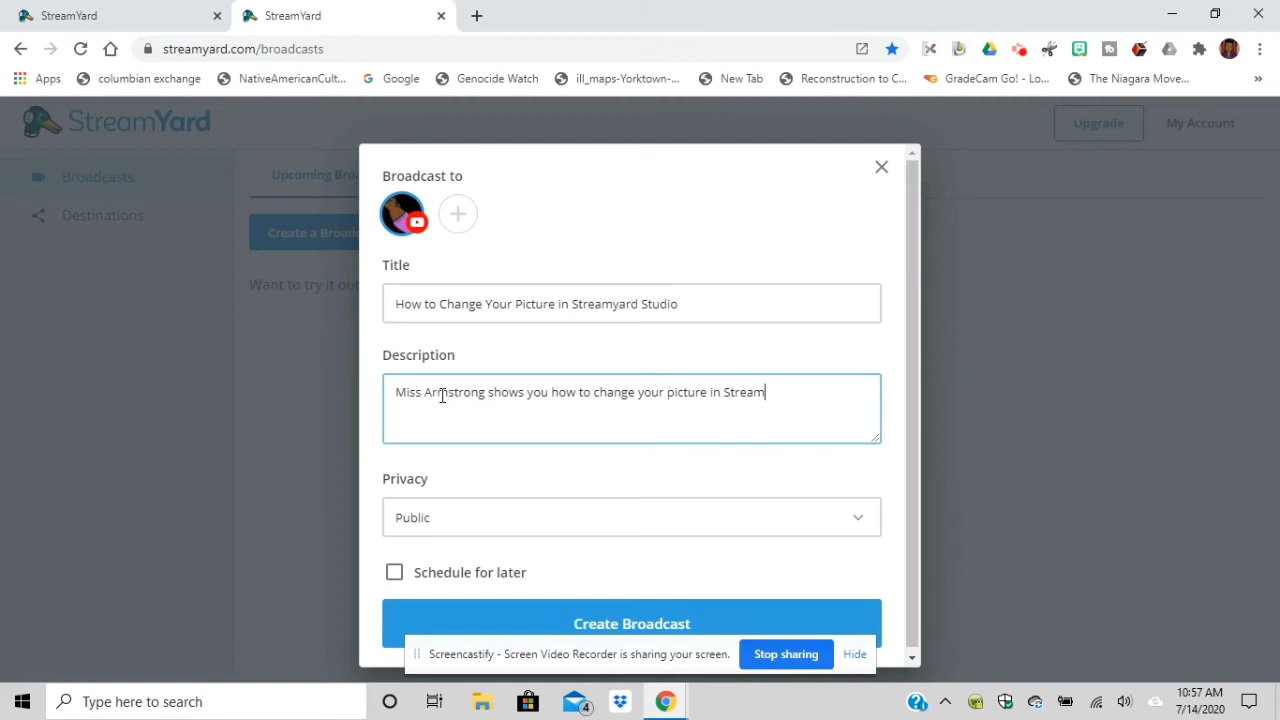 StreamYard
StreamYard
streamyard.com/broadcasts
Apps columbian exchange NativeAmericanCult... Google Genocide Watch ill_maps-Yorktown-... New Tab Reconstruction to C... GradeCam Go! - Lo... The Niagara Move... »
StreamYard
Upgrade
My Account
Broadcasts
Upcoming Bro
Destinations
Create a Broadc
Want to try it out
Broadcast to
Title
How to Change Your Picture in Streamyard Studio
Description
Miss Armstrong shows you how to change your picture in Stream
Privacy
Public
Schedule for later
Create Broadcast
Screencastify - Screen Video Recorder is sharing your screen.
Stop sharing
Hide
Type here to search
4
10:57 AM
7/14/2020